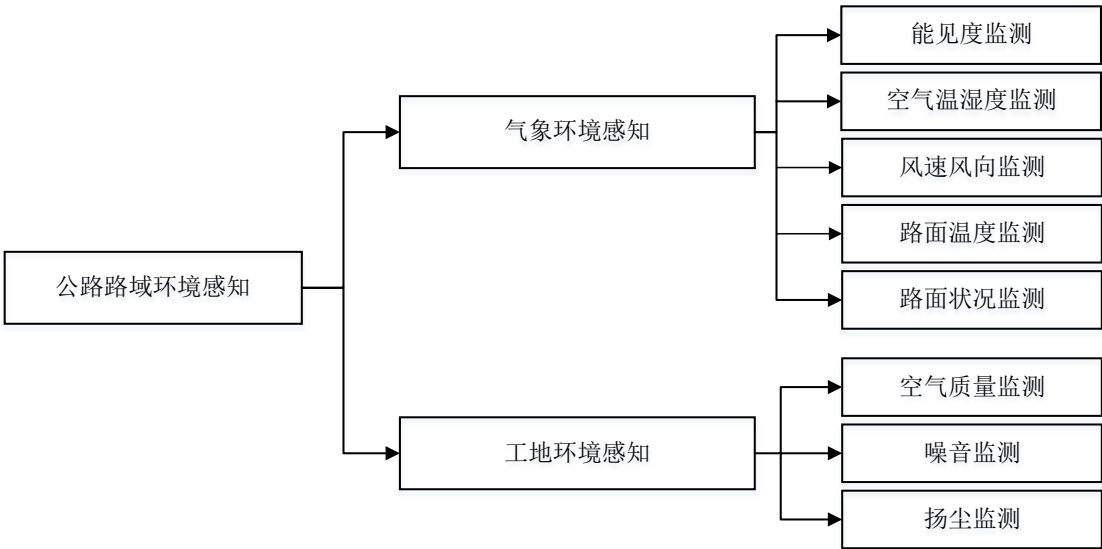 公路路域环境感知
气象环境感知
能见度监测
空气温湿度监测
风速风向监测
路面温度监测
路面状况监测
工地环境感知
空气质量监测
噪音监测
扬尘监测